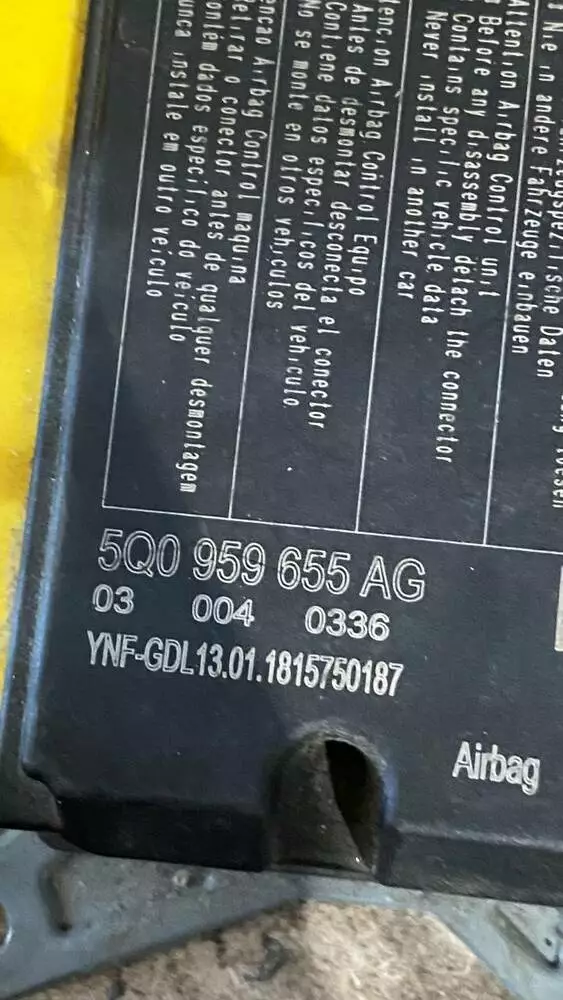 andere Fahrzeuge einbauen
Attention Airbag Control unit
Before any disassembly detach the connector
Contains specific vehicle data
Never install in another car
Airbag Control Equipo
Antes de desmontar desconecta el conector
Contiene datos especificos del vehiculo
No se monte en otros vehiculos
Airbag Control maquina
Retirar o conector antes de qualquer desmontagem
dados especifico do veiculo
instale em outro veiculo
5Q0 959 655 AG
03 004 0336
YNF-GDL13.01.1815750187
Airbag